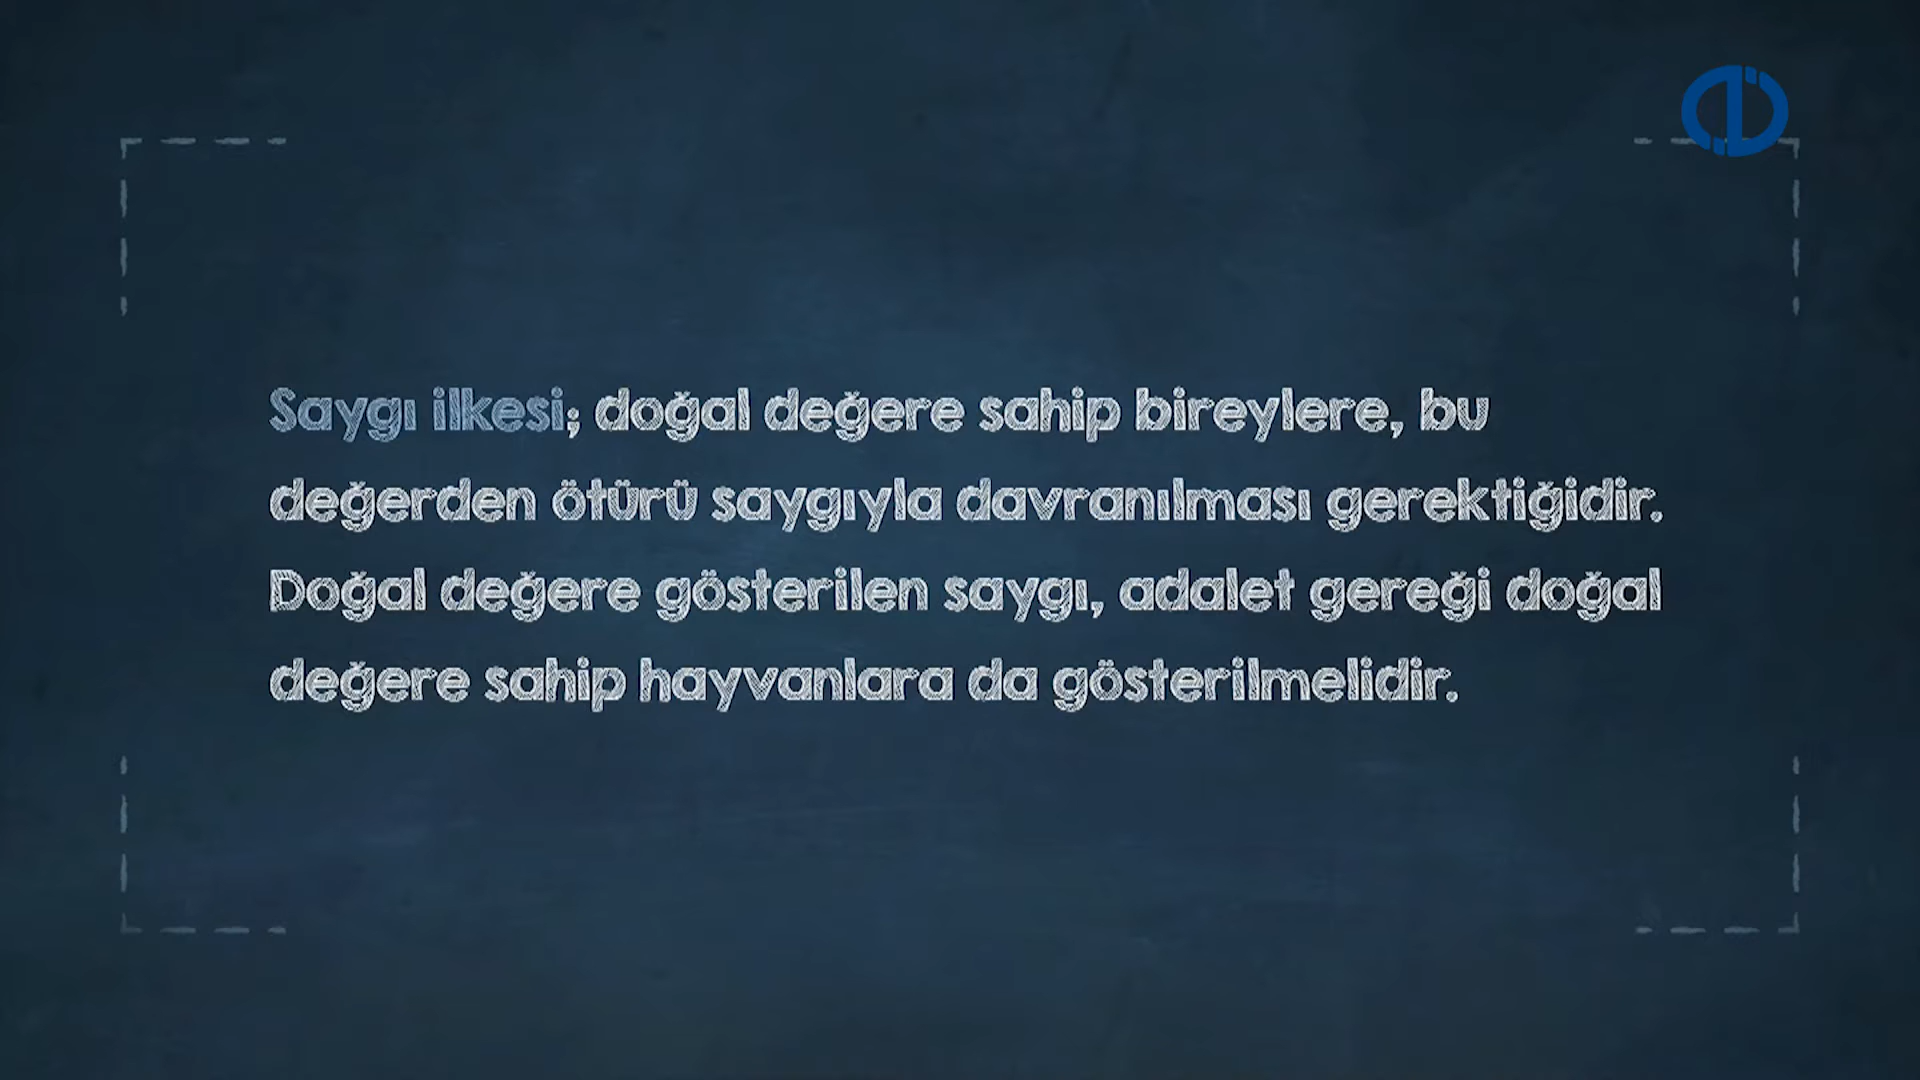 Saygı ilkesi; doğal değere sahip bireylere, bu
değerden ötürü saygıyla davranılması gerektiğidir.
Doğal değere gösterilen saygı, adalet gereği doğal
değere sahip hayvanlara da gösterilmelidir.